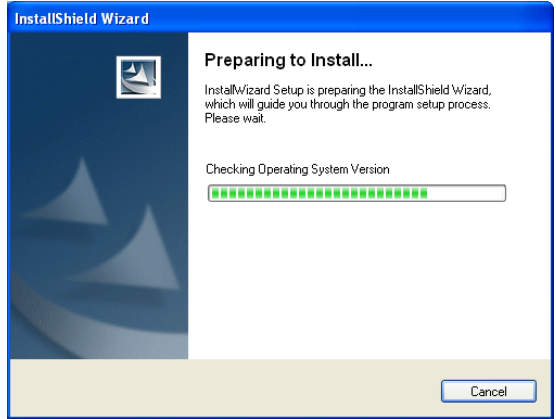 InstallShield Wizard
Preparing to Install...
InstallWizard Setup is preparing the InstallShield Wizard,
which will guide you through the program setup process.
Please wait.
Checking Operating System Version
Cancel